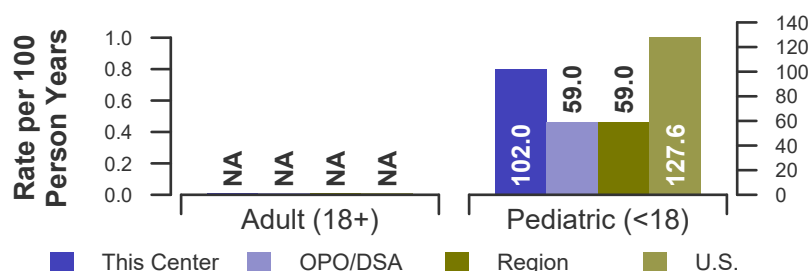 Rate per 100
Person Years
1.0
0.8
0.6
0.4
0.2
0.0
NA NA NA NA
102.0 59.0 59.0 127.6
140
120
100
80
60
40
20
0
Adult (18+) Pediatric (<18)
This Center OPO/DSA Region U.S.